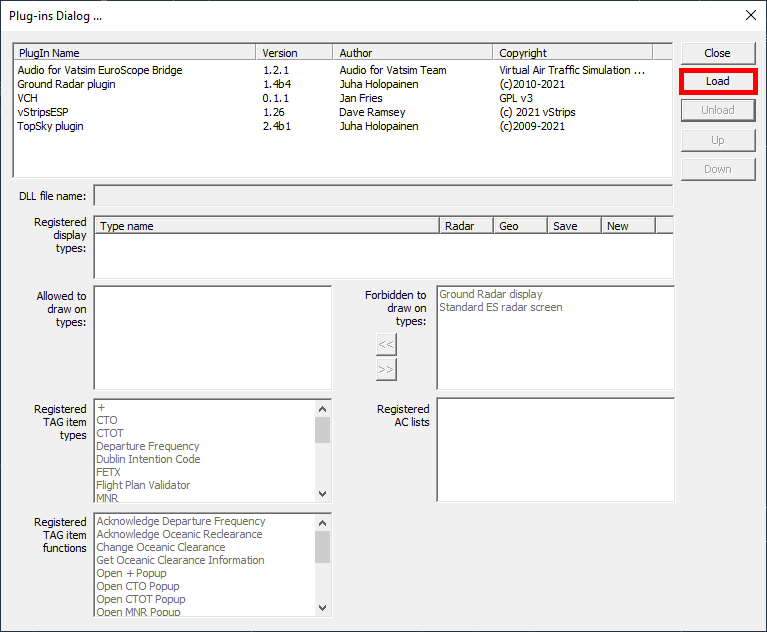 Plug-ins Dialog ...
PlugIn Name Version Author Copyright
Audio for Vatsim EuroScope Bridge 1.2.1 Audio for Vatsim Team Virtual Air Traffic Simulation ...
Ground Radar plugin 1.4b4 Juha Holopainen (c)2010-2021
VCH 0.1.1 Jan Fries GPL v3
vStripsESP 1.26 Dave Ramsey (c) 2021 vStrips
TopSky plugin 2.4b1 Juha Holopainen (c)2009-2021
Close
Load
Unload
Up
Down
DLL file name:
Registered
display
types:
Type name Radar Geo Save New
Allowed to
draw on
types:
Forbidden to
draw on
types:
<<
>>
Ground Radar display
Standard ES radar screen
Registered
TAG item
types
+
CTO
CTOT
Departure Frequency
Dublin Intention Code
FETX
Flight Plan Validator
MNR
Registered
AC lists
Registered
TAG item
functions
Acknowledge Departure Frequency
Acknowledge Oceanic Reclearance
Change Oceanic Clearance
Get Oceanic Clearance Information
Open + Popup
Open CTO Popup
Open CTOT Popup
Open MNR Popup